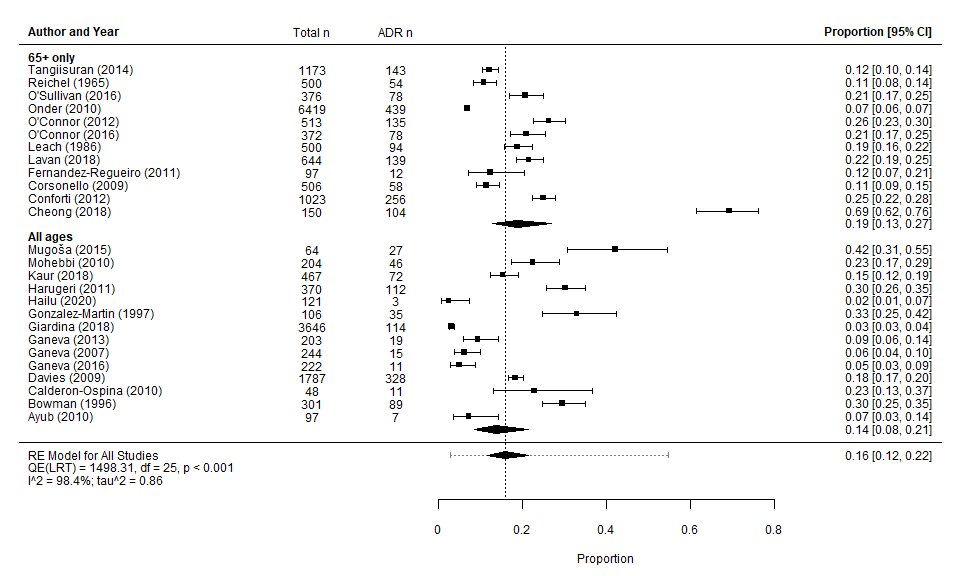 Author and Year Total n ADR n Proportion [95% CI]
65+ only
Tangiisuran (2014) 1173 143 0.12 [0.10, 0.14]
Reichel (1965) 500 54 0.11 [0.08, 0.14]
O'Sullivan (2016) 376 78 0.21 [0.17, 0.25]
Onder (2010) 6419 439 0.07 [0.06, 0.07]
O'Connor (2012) 513 135 0.26 [0.23, 0.30]
O'Connor (2016) 372 78 0.21 [0.17, 0.25]
Leach (1986) 500 94 0.19 [0.16, 0.22]
Lavan (2018) 644 139 0.22 [0.19, 0.25]
Fernandez-Regueiro (2011) 97 12 0.12 [0.07, 0.21]
Corsonello (2009) 506 58 0.11 [0.09, 0.15]
Conforti (2012) 1023 256 0.25 [0.22, 0.28]
Cheong (2018) 150 104 0.69 [0.62, 0.76]
0.19 [0.13, 0.27]
All ages
Mugoša (2015) 64 27 0.42 [0.31, 0.55]
Mohebbi (2010) 204 46 0.23 [0.17, 0.29]
Kaur (2018) 467 72 0.15 [0.12, 0.19]
Harugeri (2011) 370 112 0.30 [0.26, 0.35]
Hailu (2020) 121 3 0.02 [0.01, 0.07]
Gonzalez-Martin (1997) 106 35 0.33 [0.25, 0.42]
Giardina (2018) 3646 114 0.03 [0.03, 0.04]
Ganeva (2013) 203 19 0.09 [0.06, 0.14]
Ganeva (2007) 244 15 0.06 [0.04, 0.10]
Ganeva (2016) 222 11 0.05 [0.03, 0.09]
Davies (2009) 1787 328 0.18 [0.17, 0.20]
Calderon-Ospina (2010) 48 11 0.23 [0.13, 0.37]
Bowman (1996) 301 89 0.30 [0.25, 0.35]
Ayub (2010) 97 7 0.07 [0.03, 0.14]
0.14 [0.08, 0.21]
RE Model for All Studies 0.16 [0.12, 0.22]
QE(LRT) = 1498.31, df = 25, p < 0.001
I^2 = 98.4%; tau^2 = 0.86
0 0.2 0.4 0.6 0.8
Proportion